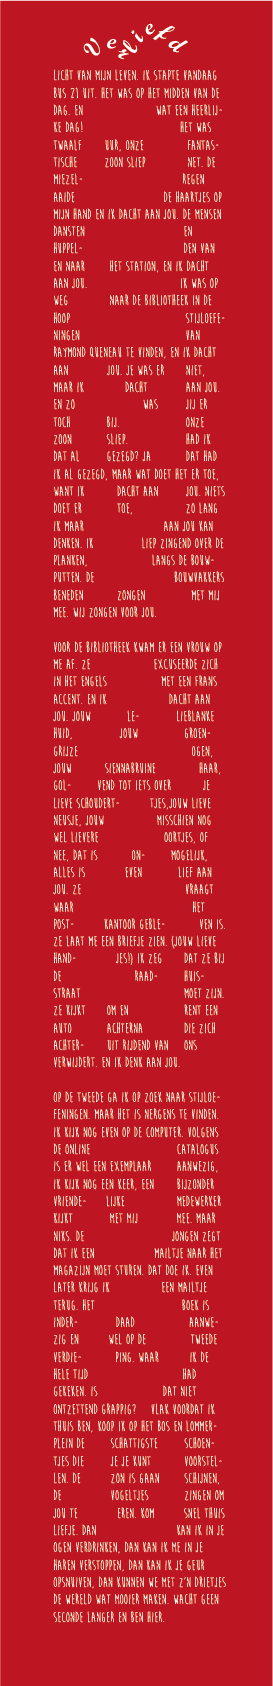 Verliefd
LICHT VAN MIJN LEVEN. IK STAPTE VANDAAG
BUS 21 UIT. HET WAS OP HET MIDDEN VAN DE
DAG. EN WAT EEN HEERLIJ-
KE DAG! HET WAS
TWAALF UUR, ONZE FANTAS-
TISCHE ZOON SLIEP NET. DE
MIEZEL- REGEN
AAIDE DE HAARTJES OP
MIJN HAND EN IK DACHT AAN JOU. DE MENSEN
DANSTEN EN
HUPPEL- DEN VAN
EN NAAR HET STATION, EN IK DACHT
AAN JOU. IK WAS OP
WEG NAAR DE BIBLIOTHEEK IN DE
HOOP STIJLOEFE-
NINGEN VAN
RAYMOND QUENEAU TE VINDEN, EN IK DACHT
AAN JOU. JE WAS ER NIET,
MAAR IK DACHT AAN JOU.
EN ZO WAS JIJ ER
TOCH BIJ. ONZE
ZOON SLIEP. HAD IK
DAT AL GEZEGD? JA DAT HAD
IK AL GEZEGD, MAAR WAT DOET HET ER TOE,
WANT IK DACHT AAN JOU. NIETS
DOET ER TOE, ZO LANG
IK MAAR AAN JOU KAN
DENKEN. IK LIEP ZINGEND OVER DE
PLANKEN, LANGS DE BOUW-
PUTTEN. DE BOUWVAKKERS
BENEDEN ZONGEN MET MIJ
MEE. WIJ ZONGEN VOOR JOU.
VOOR DE BIBLIOTHEEK KWAM ER EEN VROUW OP
ME AF. ZE EXCUSEERDE ZICH
IN HET ENGELS MET EEN FRANS
ACCENT. EN IK DACHT AAN
JOU. JOUW LE- LIEBLANKE
HUID, JOUW GROEN-
GRIJZE OGEN,
JOUW SIENNABRUINE HAAR,
GOL- VEND TOT IETS OVER JE
LIEVE SCHOUDERT- TJES,JOUW LIEVE
NEUSJE, JOUW MISSCHIEN NOG
WEL LIEVERE OORTJES, OF
NEE, DAT IS ON- MOGELIJK,
ALLES IS EVEN LIEF AAN
JOU. ZE VRAAGT
WAAR HET
POST- KANTOOR GEBLE- VEN IS.
ZE LAAT ME EEN BRIEFJE ZIEN. (JOUW LIEVE
HAND- JES!) IK ZEG DAT ZE BIJ
DE RAAD- HUIS-
STRAAT MOET ZIJN.
ZE KIJKT OM EN RENT EEN
AUTO ACHTERNA DIE ZICH
ACHTER- UIT RIJDEND VAN ONS
VERWIJDERT. EN IK DENK AAN JOU.
OP DE TWEEDE GA IK OP ZOEK NAAR STIJLOE-
FENINGEN. MAAR HET IS NERGENS TE VINDEN.
IK KIJK NOG EVEN OP DE COMPUTER. VOLGENS
DE ONLINE CATALOGUS
IS ER WEL EEN EXEMPLAAR AANWEZIG,
IK KIJK NOG EEN KEER, EEN BIJZONDER
VRIENDE- LIJKE MEDEWERKER
KIJKT MET MIJ MEE. MAAR
NIKS. DE JONGEN ZEGT
DAT IK EEN MAILTJE NAAR HET
MAGAZIJN MOET STUREN. DAT DOE IK. EVEN
LATER KRIJG IK EEN MAILTJE
TERUG. HET BOEK IS
INDER- DAAD AANWE-
ZIG EN WEL OP DE TWEEDE
VERDIE- PING. WAAR IK DE
HELE TIJD HAD
GEKEKEN. IS DAT NIET
ONTZETTEND GRAPPIG? VLAK VOORDAT IK
THUIS BEN, KOOP IK OP HET BOS EN LOMMER-
PLEIN DE SCHATTIGSTE SCHOEN-
TJES DIE JE JE KUNT VOORSTEL-
LEN. DE ZON IS GAAN SCHIJNEN,
DE VOGELTJES ZINGEN OM
JOU TE EREN. KOM SNEL THUIS
LIEFJE. DAN KAN IK IN JE
OGEN VERDRINKEN, DAN KAN IK ME IN JE
HAREN VERSTOPPEN, DAN KAN IK JE GEUR
OPSNUIVEN, DAN KUNNEN WE MET Z'N DRIETJES
DE WERELD WAT MOOIER MAKEN. WACHT GEEN
SECONDE LANGER EN BEN HIER.